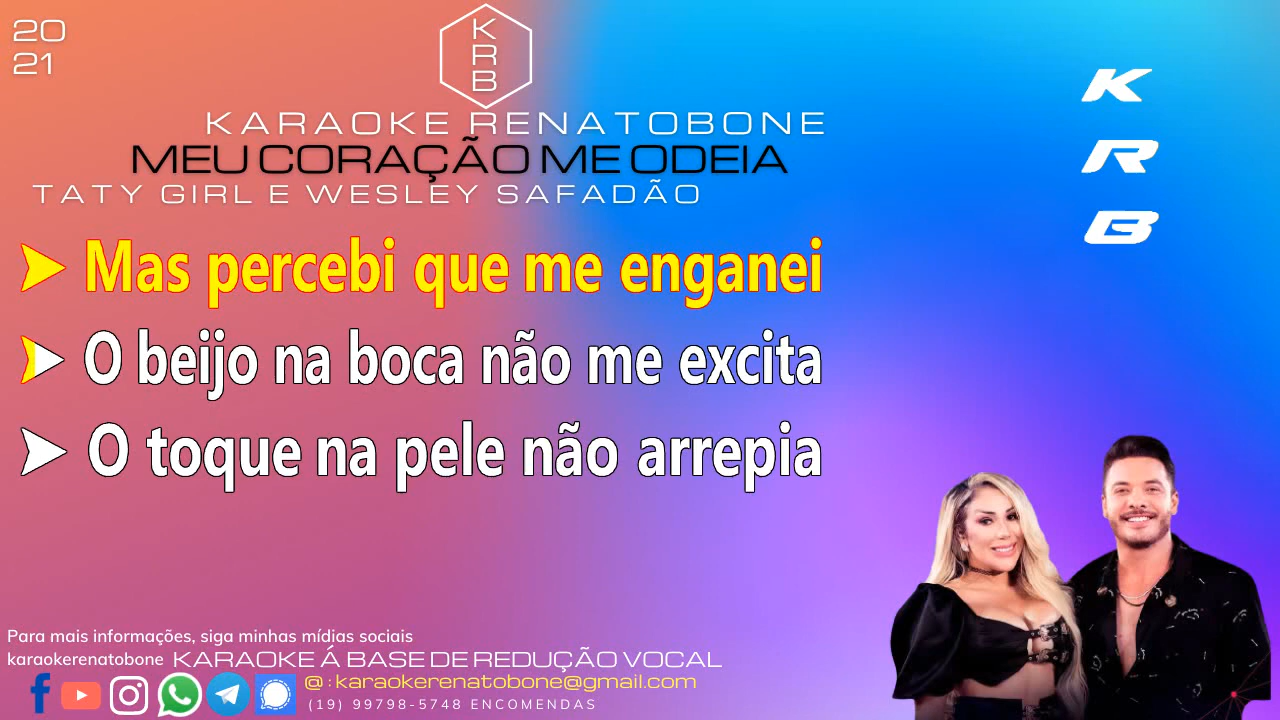 20
21
K
R
B
KARAOKE RENATOBONE
MEU CORAÇÃO ME ODEIA
TATY GIRL E WESLEY SAFADÃO
K
R
B
Mas percebi que me enganei
O beijo na boca não me excita
O toque na pele não arrepia
Para mais informações, siga minhas mídias sociais
karaokerenatobone KARAOKE Á BASE DE REDUÇÃO VOCAL
@ : karaokerenatobone@gmail.com
(19) 99798-5748 ENCOMENDAS